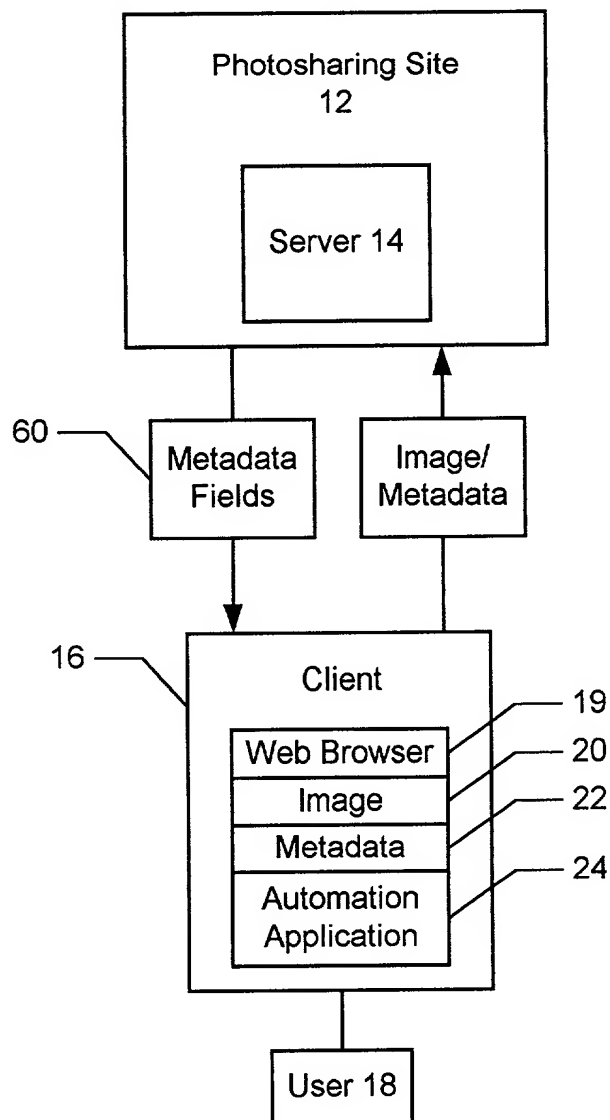 Photosharing Site
12
Server 14
60
Metadata
Fields
Image/
Metadata
16
Client
19
Web Browser
20
Image
22
Metadata
24
Automation
Application
User 18